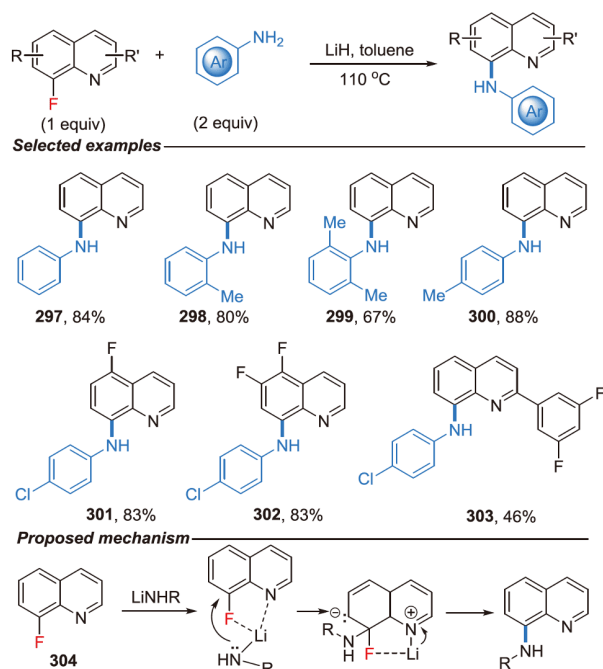 R
R'
N
F
(1 equiv)
+
NH₂
Ar
(2 equiv)
LiH, toluene
110 °C
R
R'
N
HN
Ar
Selected examples
N
NH
297, 84%
N
NH
Me
298, 80%
Me
N
NH
Me
299, 67%
N
NH
Me
300, 88%
F
N
NH
Cl
301, 83%
F
F
N
NH
Cl
302, 83%
N
NH
F
F
Cl
303, 46%
Proposed mechanism
N
F
304
LiNHR
N
F
Li
HN
R
⊖
:
R
N
H
F
N
⊕
Li
N
NH
R